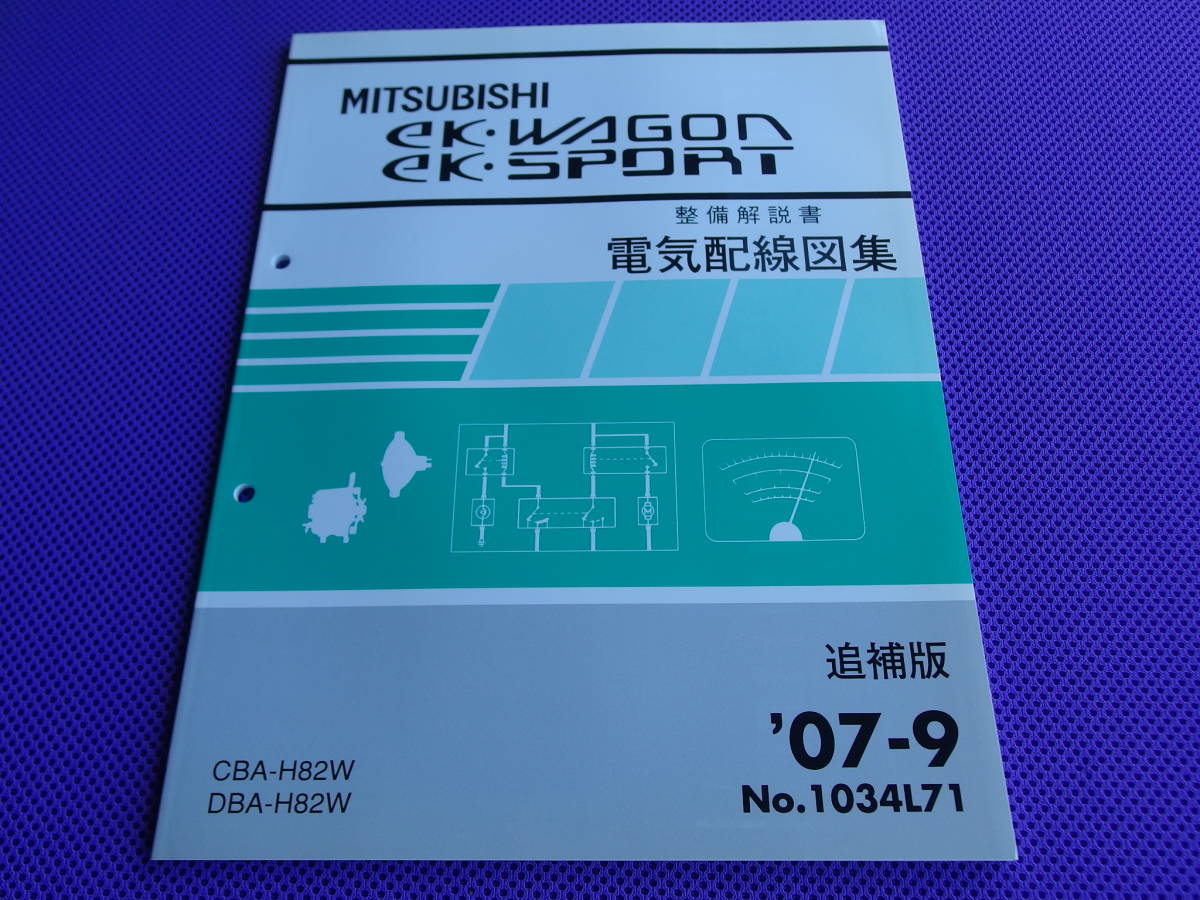 MITSUBISHI
eK·WAGON
eK·SPORT
整備解説書
電気配線図集
M
追補版
'07-9
No.1034L71
CBA-H82W
DBA-H82W